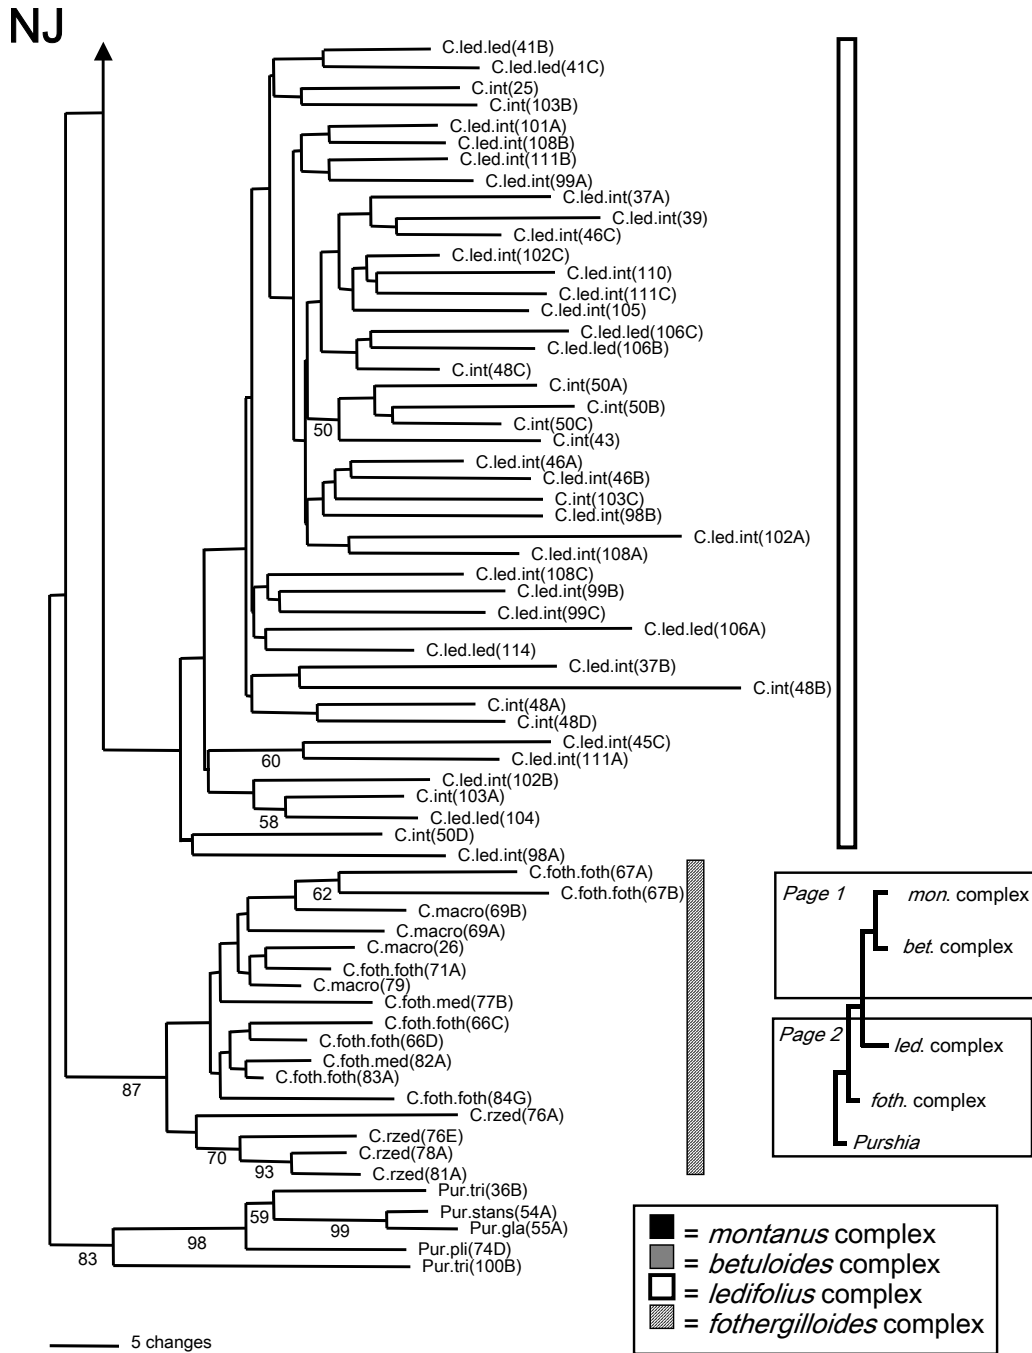 NJ
C.led.led(41B)
C.led.led(41C)
C.int(25)
C.int(103B)
C.led.int(101A)
C.led.int(108B)
C.led.int(111B)
C.led.int(99A)
C.led.int(37A)
C.led.int(39)
C.led.int(46C)
C.led.int(102C)
C.led.int(110)
C.led.int(111C)
C.led.int(105)
C.led.led(106C)
C.led.led(106B)
C.int(48C)
C.int(50A)
C.int(50B)
C.int(50C)
50
C.int(43)
C.led.int(46A)
C.led.int(46B)
C.int(103C)
C.led.int(98B)
C.led.int(102A)
C.led.int(108A)
C.led.int(108C)
C.led.int(99B)
C.led.int(99C)
C.led.led(106A)
C.led.led(114)
C.led.int(37B)
C.int(48B)
C.int(48A)
C.int(48D)
C.led.int(45C)
60
C.led.int(111A)
C.led.int(102B)
C.int(103A)
58
C.led.led(104)
C.int(50D)
C.led.int(98A)
C.foth.foth(67A)
62
C.foth.foth(67B)
C.macro(69B)
C.macro(69A)
C.macro(26)
C.foth.foth(71A)
C.macro(79)
C.foth.med(77B)
C.foth.foth(66C)
C.foth.foth(66D)
C.foth.med(82A)
C.foth.foth(83A)
87
C.foth.foth(84G)
C.rzed(76A)
C.rzed(76E)
70
C.rzed(78A)
93
C.rzed(81A)
Pur.tri(36B)
59
Pur.stans(54A)
99
Pur.gla(55A)
98
Pur.pli(74D)
83
Pur.tri(100B)
5 changes
Page 1
mon. complex
bet. complex
Page 2
led. complex
foth. complex
Purshia
= montanus complex
= betuloides complex
= ledifolius complex
= fothergilloides complex